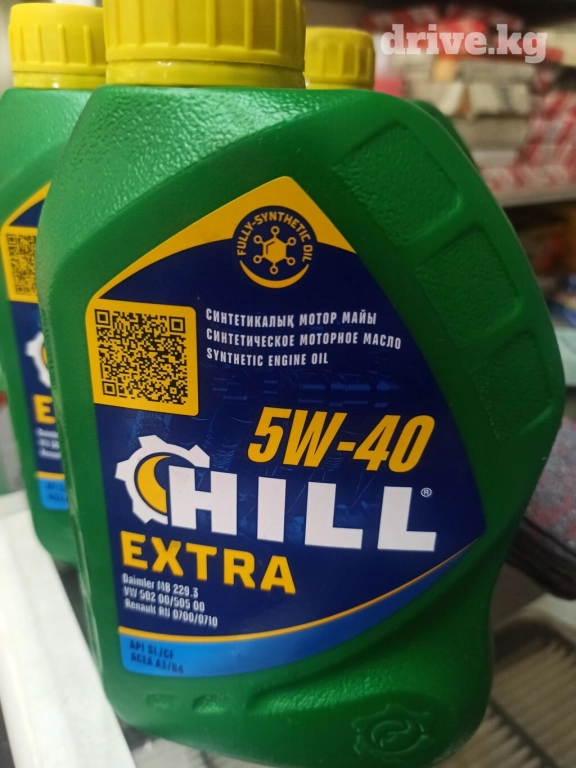 drive.kg
FULLY-SYNTHETIC OIL
СИНТЕТИКАЛЫҚ МОТОР МАЙЫ
СИНТЕТИЧЕСКОЕ МОТОРНОЕ МАСЛО
SYNTHETIC ENGINE OIL
5W-40
HILL®
EXTRA
Daimler MB 229.3
VW 502 00/505 00
Renault RN 0700/0710
API SL/CF
ACEA A3/B4